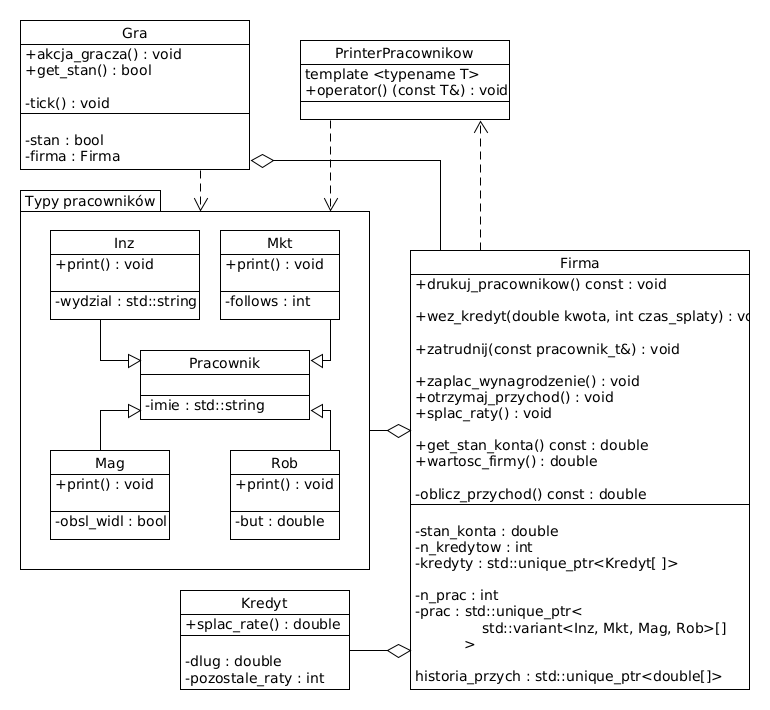 Gra
+akcja_gracza() : void
+get_stan() : bool
-tick() : void
-stan : bool
-firma : Firma
PrinterPracownikow
template <typename T>
+operator() (const T&) : void
Typy pracowników
Inz
+print() : void
-wydzial : std::string
Mkt
+print() : void
-follows : int
Pracownik
-imie : std::string
Mag
+print() : void
-obsl_widl : bool
Rob
+print() : void
-but : double
Firma
+drukuj_pracownikow() const : void
+wez_kredyt(double kwota, int czas_splaty) :
+zatrudnij(const pracownik_t&) : void
+zaplac_wynagrodzenie() : void
+otrzymaj_przychod() : void
+splac_raty() : void
+get_stan_konta() const : double
+wartosc_firmy() : double
-oblicz_przychod() const : double
-stan_konta : double
-n_kredytow : int
-kredyty : std::unique_ptr<Kredyt[ ]>
-n_prac : int
-prac : std::unique_ptr<
std::variant<Inz, Mkt, Mag, Rob>[]
>
historia_przych : std::unique_ptr<double[]>
Kredyt
+splac_rate() : double
-dlug : double
-pozostale_raty : int